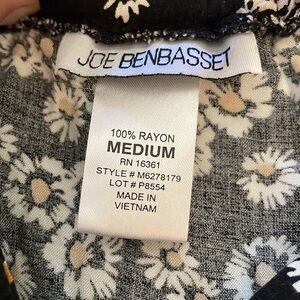 JOE BENBASSET
100% RAYON
MEDIUM
RN 16361
STYLE # M6278179
LOT # P8554
MADE IN
VIETNAM